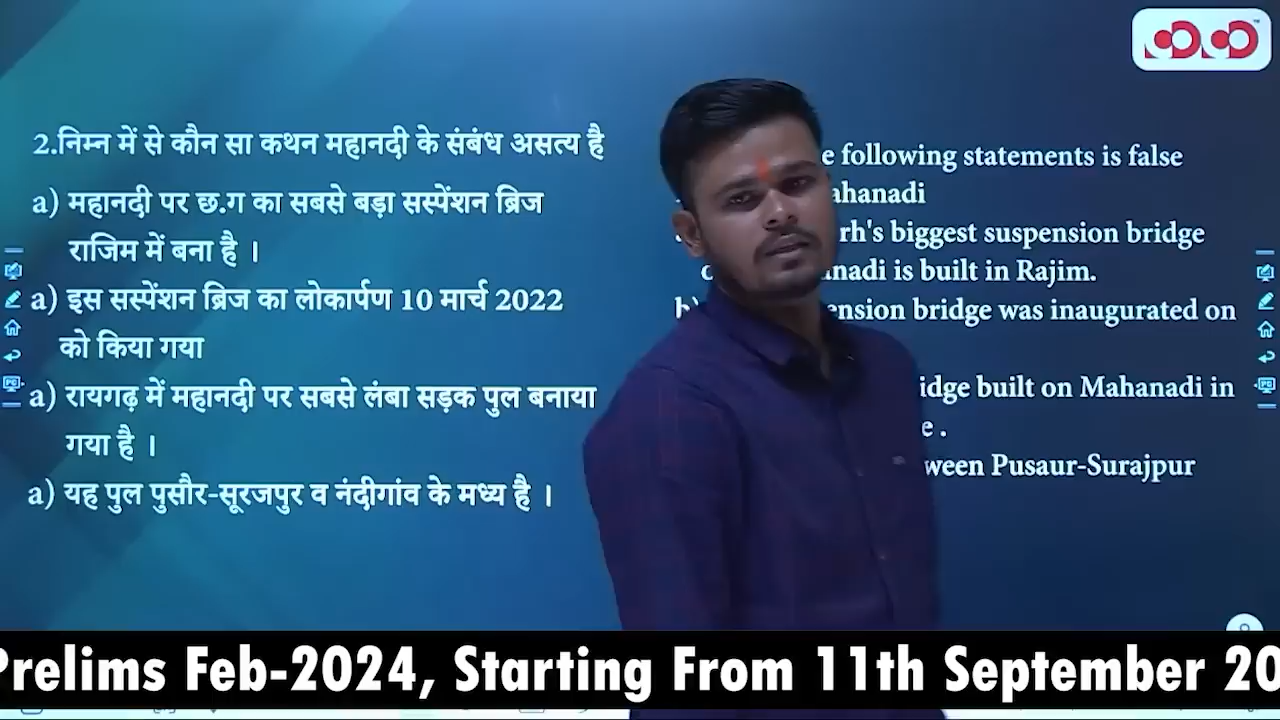 2.निम्न में से कौन सा कथन महानदी के संबंध असत्य है
a) महानदी पर छ.ग का सबसे बड़ा सस्पेंशन ब्रिज
राजिम में बना है ।
a) इस सस्पेंशन ब्रिज का लोकार्पण 10 मार्च 2022
को किया गया
a) रायगढ़ में महानदी पर सबसे लंबा सड़क पुल बनाया
गया है ।
a) यह पुल पुसौर-सूरजपुर व नंदीगांव के मध्य है ।
e following statements is false
ahanadi
rh's biggest suspension bridge
nadi is built in Rajim.
b)
ension bridge was inaugurated on
idge built on Mahanadi in
e .
ween Pusaur-Surajpur
Prelims Feb-2024, Starting From 11th September 20